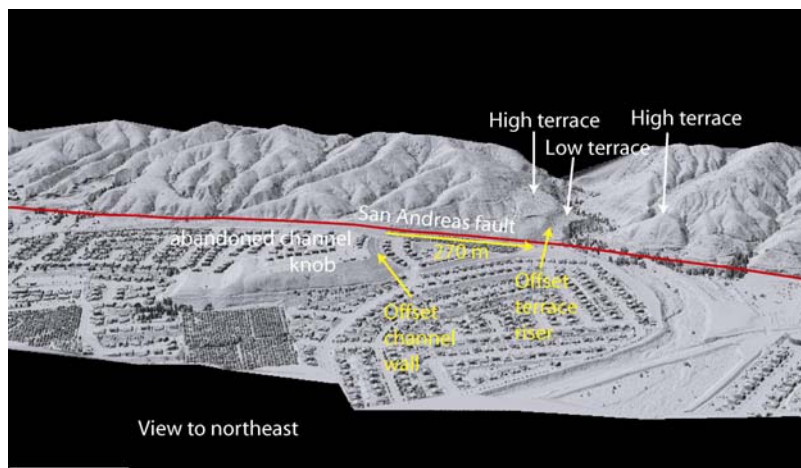 High terrace
High terrace
Low terrace
San Andreas fault
abandoned channel
knob
270 m
Offset
channel
wall
Offset
terrace
riser
View to northeast